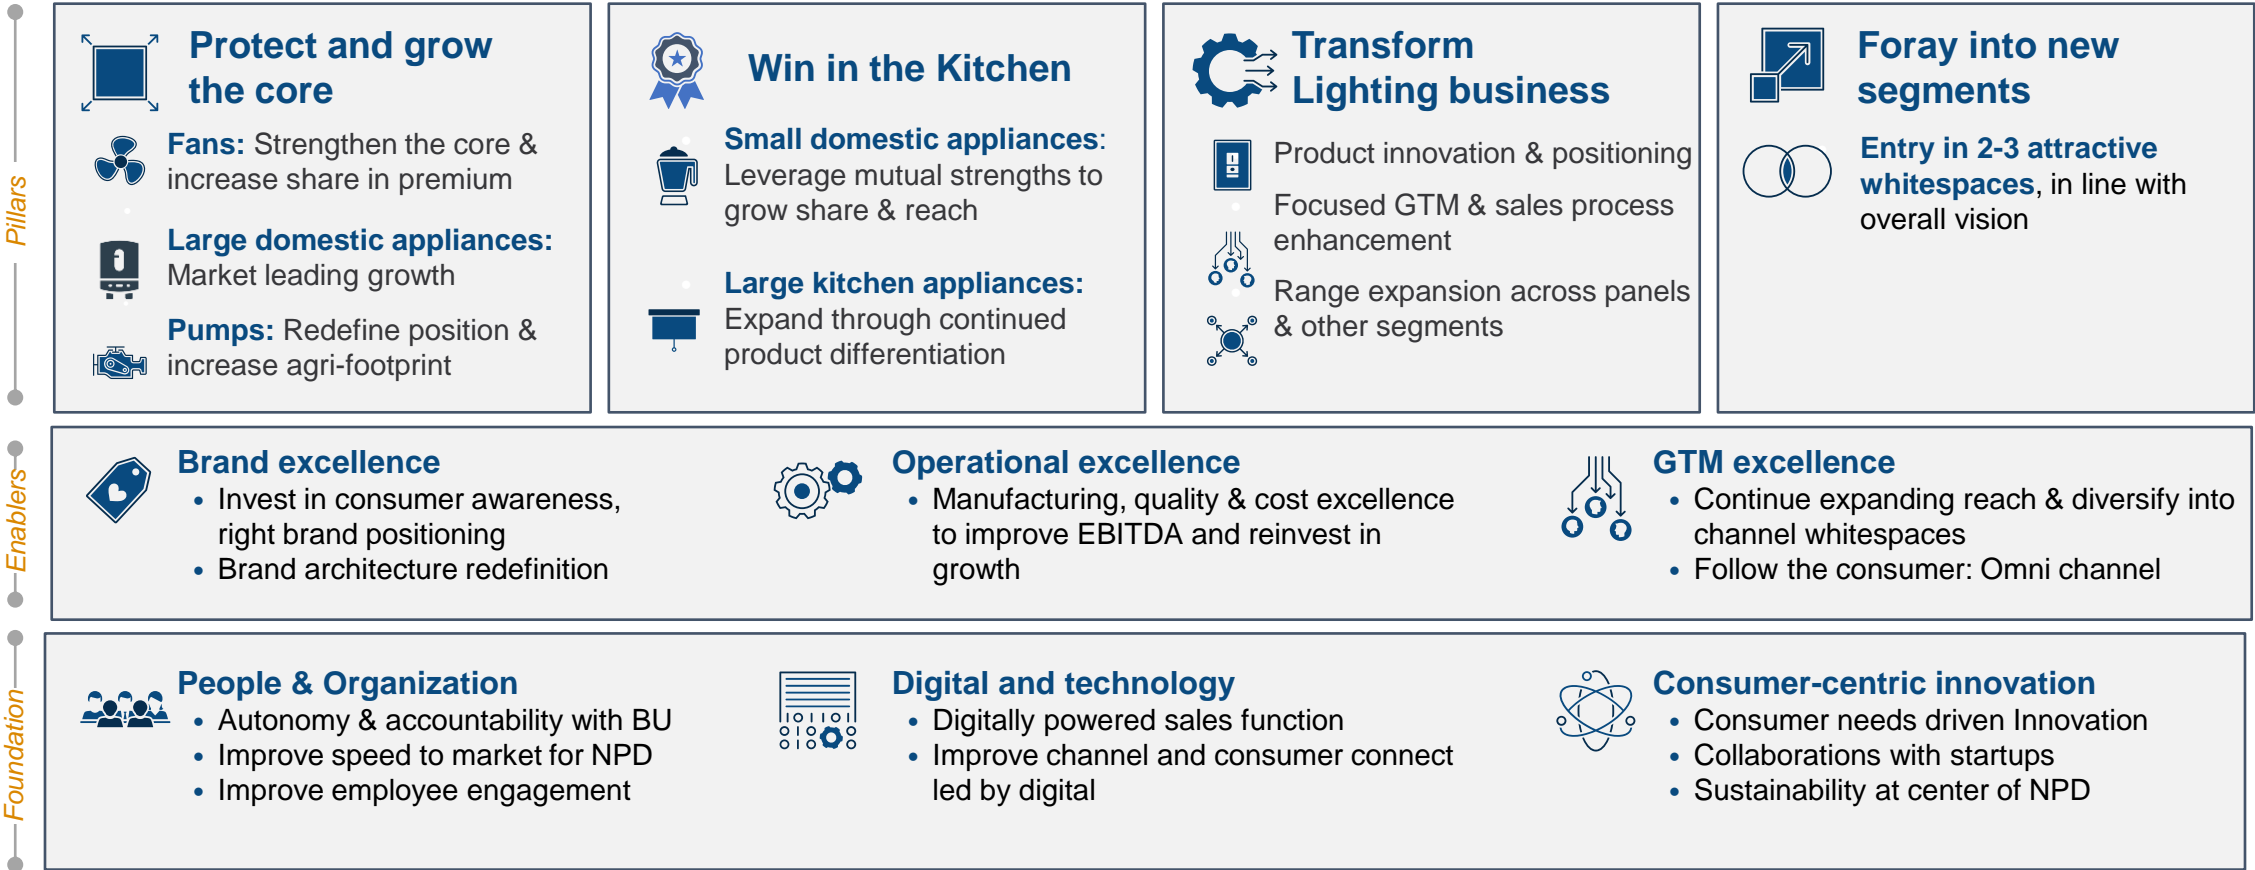 Pillars
Protect and grow
the core
Fans: Strengthen the core &
increase share in premium
Large domestic appliances:
Market leading growth
Pumps: Redefine position &
increase agri-footprint
Win in the Kitchen
Small domestic appliances:
Leverage mutual strengths to
grow share & reach
Large kitchen appliances:
Expand through continued
product differentiation
Transform
Lighting business
Product innovation & positioning
Focused GTM & sales process
enhancement
Range expansion across panels
& other segments
Foray into new
segments
Entry in 2-3 attractive
whitespaces, in line with
overall vision
Enablers
Brand excellence
• Invest in consumer awareness,
right brand positioning
• Brand architecture redefinition
Operational excellence
• Manufacturing, quality & cost excellence
to improve EBITDA and reinvest in
growth
GTM excellence
• Continue expanding reach & diversify into
channel whitespaces
• Follow the consumer: Omni channel
Foundation
People & Organization
• Autonomy & accountability with BU
• Improve speed to market for NPD
• Improve employee engagement
Digital and technology
• Digitally powered sales function
• Improve channel and consumer connect
led by digital
Consumer-centric innovation
• Consumer needs driven Innovation
• Collaborations with startups
• Sustainability at center of NPD